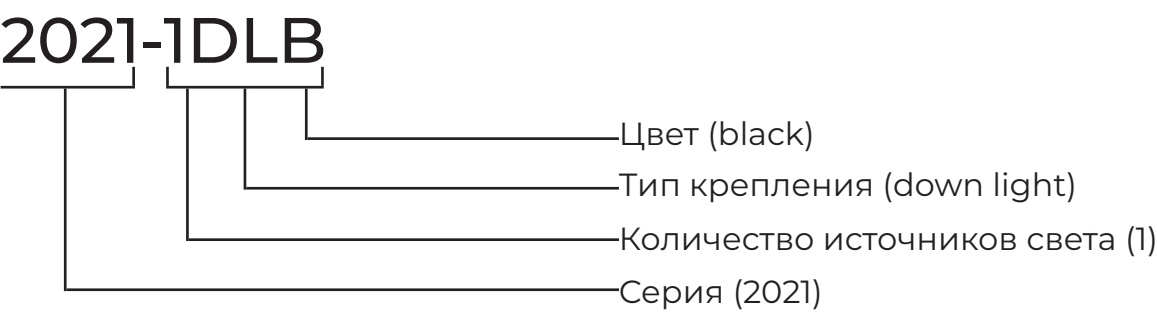 2021-1DLB
Цвет (black)
Тип крепления (down light)
Количество источников света (1)
Серия (2021)